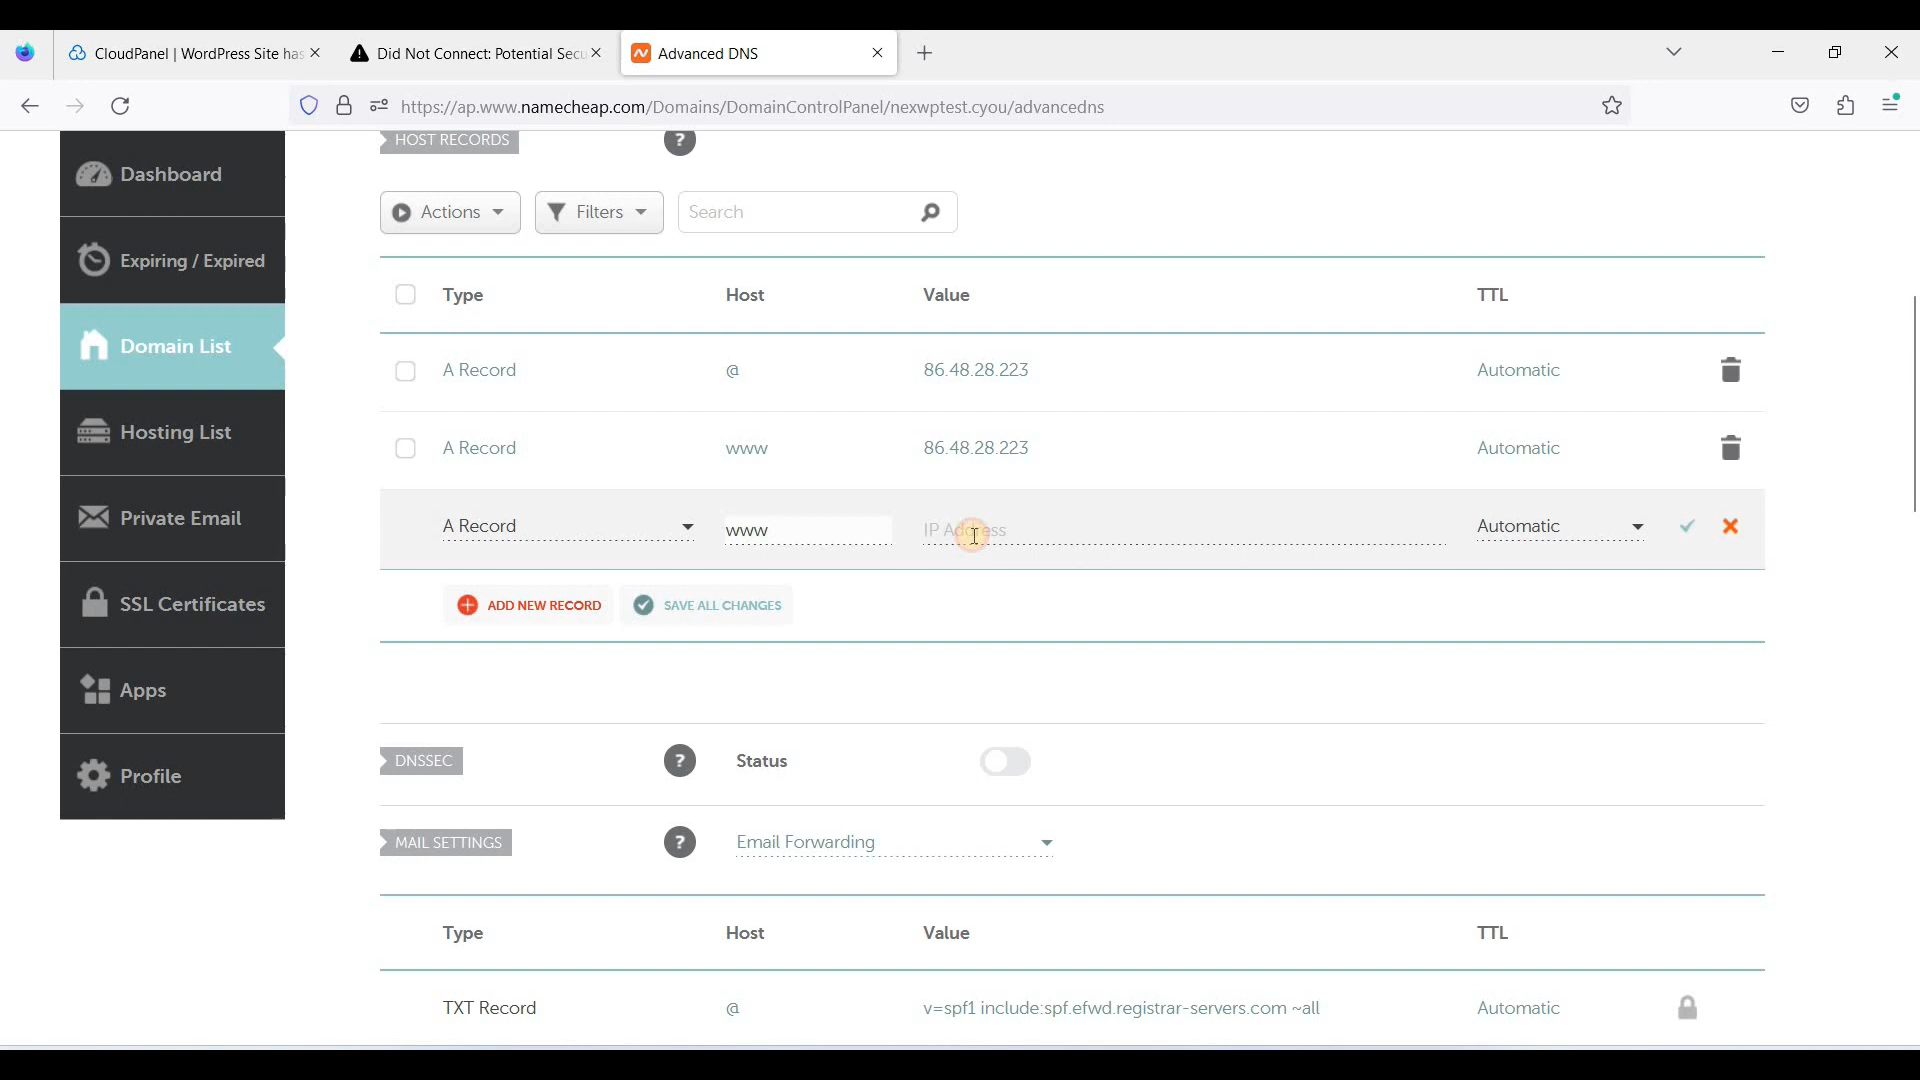 CloudPanel | WordPress Site has
Did Not Connect: Potential Secu
Advanced DNS
https://ap.www.namecheap.com/Domains/DomainControlPanel/nexwptest.cyou/advancedns
HOST RECORDS
?
Dashboard
Expiring / Expired
Domain List
Hosting List
Private Email
SSL Certificates
Apps
Profile
Actions
Filters
Search
Type Host Value TTL
A Record @ 86.48.28.223 Automatic
A Record www 86.48.28.223 Automatic
A Record www IP Address Automatic
ADD NEW RECORD SAVE ALL CHANGES
DNSSEC ? Status
MAIL SETTINGS ? Email Forwarding
Type Host Value TTL
TXT Record @ v=spf1 include:spf.efwd.registrar-servers.com ~all Automatic